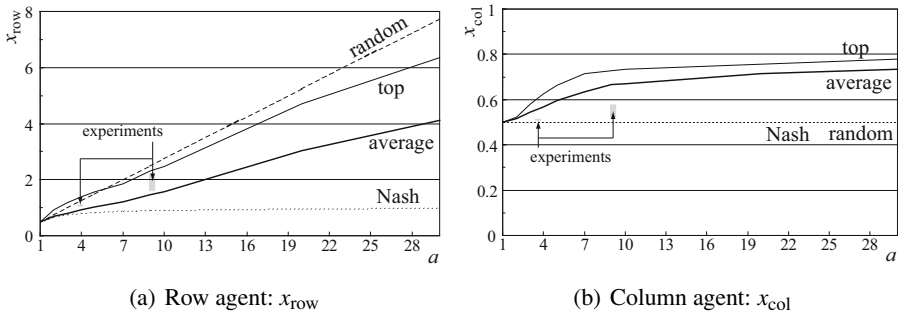 x_row
8
6
4
2
0
1
4
7
10
13
16
19
22
25
28
a
random
top
experiments
average
Nash
(a) Row agent: x_row
x_col
1
0.8
0.6
0.4
0.2
0
1
4
7
10
13
16
19
22
25
28
a
top
average
Nash random
experiments
(b) Column agent: x_col